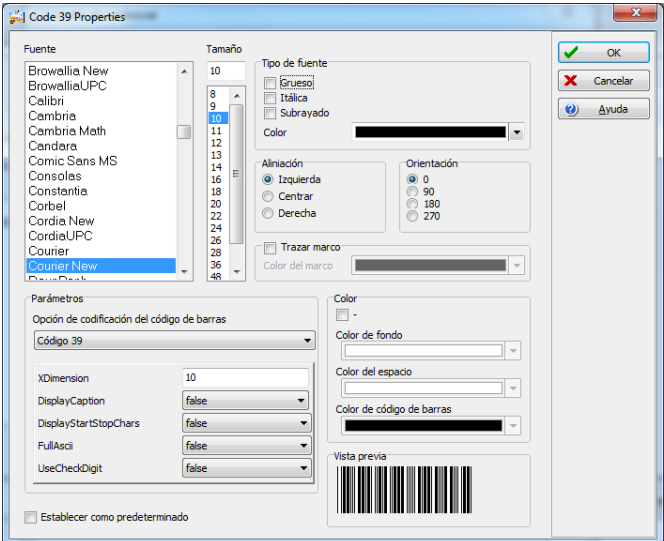 Code 39 Properties
Fuente
Browallia New
BrowalliaUPC
Calibri
Cambria
Cambria Math
Candara
Comic Sans MS
Consolas
Constantia
Corbel
Cordia New
CordiaUPC
Courier
Courier New
Tamaño
10
8
9
10
11
12
13
14
16
18
20
22
24
26
28
36
48
Tipo de fuente
Grueso
Itálica
Subrayado
Color
Aliniación
Izquierda
Centrar
Derecha
Orientación
0
90
180
270
Trazar marco
Color del marco
OK
Cancelar
Ayuda
Parámetros
Opción de codificación del código de barras
Código 39
XDimension 10
DisplayCaption false
DisplayStartStopChars false
FullAscii false
UseCheckDigit false
Color
-
Color de fondo
Color del espacio
Color de código de barras
Vista previa
Establecer como predeterminado